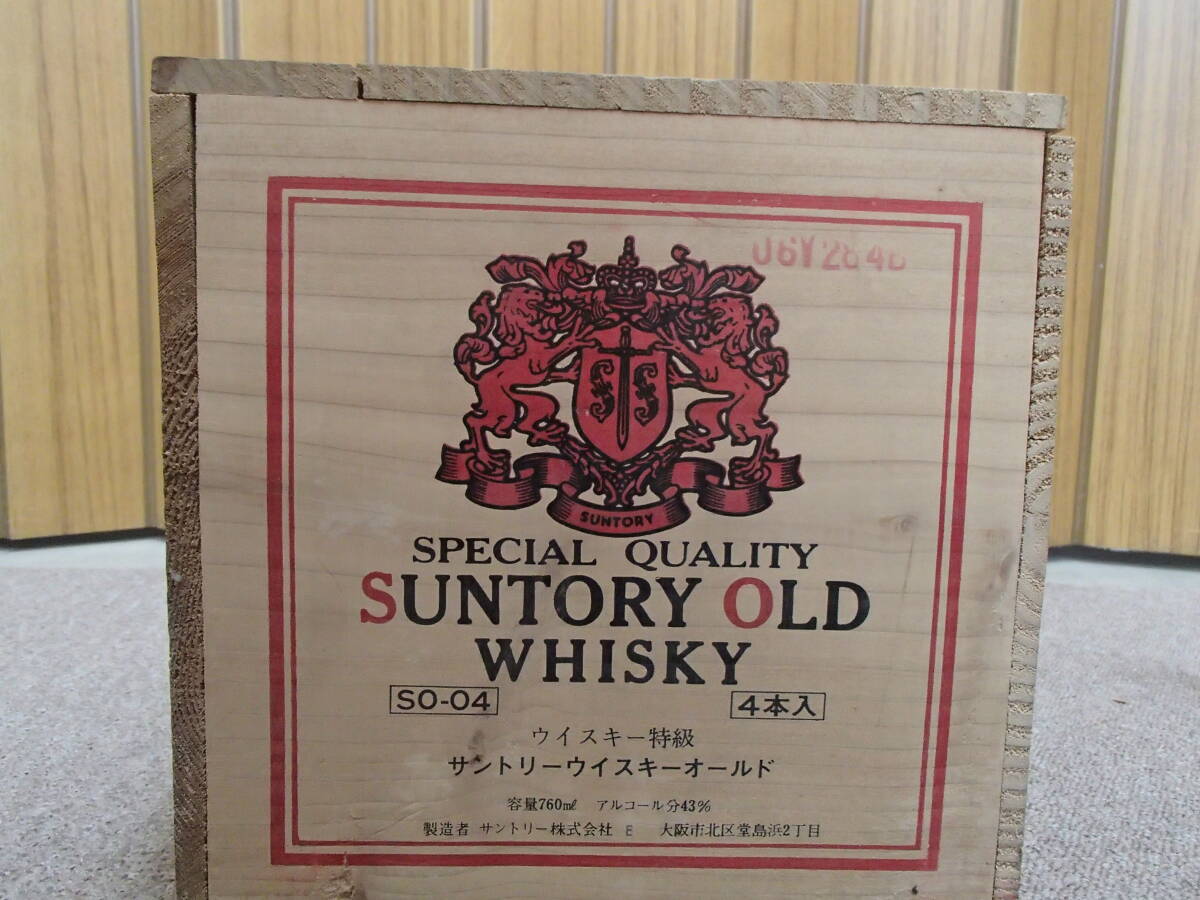 SUNTORY
SPECIAL QUALITY
SUNTORY OLD
WHISKY
SO-04 4本入
ウイスキー特級
サントリーウイスキーオールド
容量760㎖ アルコール分43%
製造者 サントリー株式会社 E 大阪市北区堂島浜2丁目